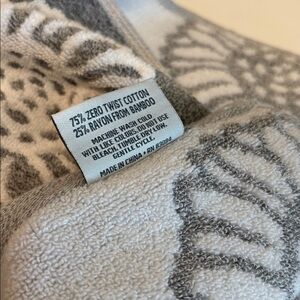 75% ZERO TWIST COTTON
25% RAYON FROM BAMBOO
MACHINE WASH COLD
WITH LIKE COLORS. DO NOT USE
BLEACH. TUMBLE DRY LOW.
GENTLE CYCLE.
MADE IN CHINA • RN